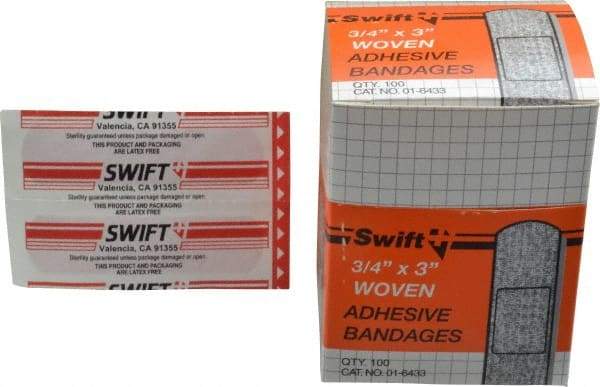 SWIFT
Valencia, CA 91355
Sterility guaranteed unless package damaged or open.
THIS PRODUCT AND PACKAGING
ARE LATEX FREE
SWIFT
Valencia, CA 91355
Sterility guaranteed unless package damaged or open.
THIS PRODUCT AND PACKAGING
ARE LATEX FREE
SWIFT
Valencia, CA 91355
Sterility guaranteed unless package damaged or open.
THIS PRODUCT AND PACKAGING
ARE LATEX FREE
SWIFT
Swift
3/4" x 3"
WOVEN
ADHESIVE
BANDAGES
QTY. 100
CAT. NO. 01-6433
Swift
3/4" x 3"
WOVEN
ADHESIVE
BANDAGES
QTY. 100
CAT. NO. 01-6433